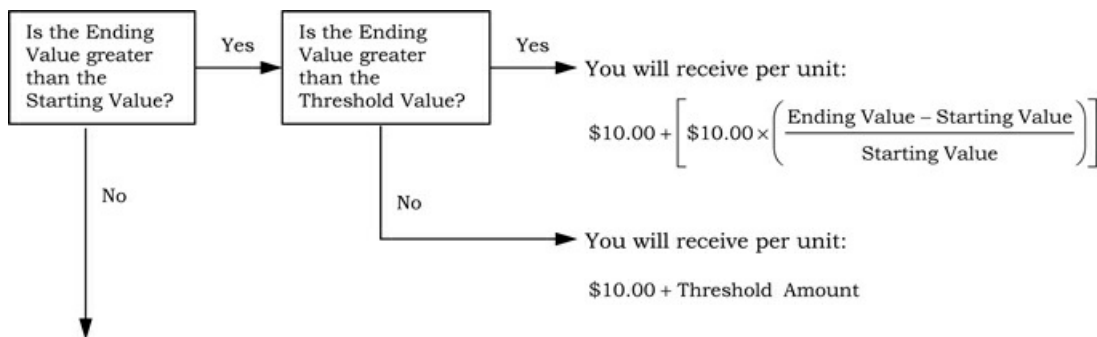 Is the Ending
Value greater
than the
Starting Value?
Yes
Is the Ending
Value greater
than the
Threshold Value?
Yes
You will receive per unit:
$10.00 + [ $10.00 × ( Ending Value – Starting Value / Starting Value ) ]
No
No
You will receive per unit:
$10.00 + Threshold Amount